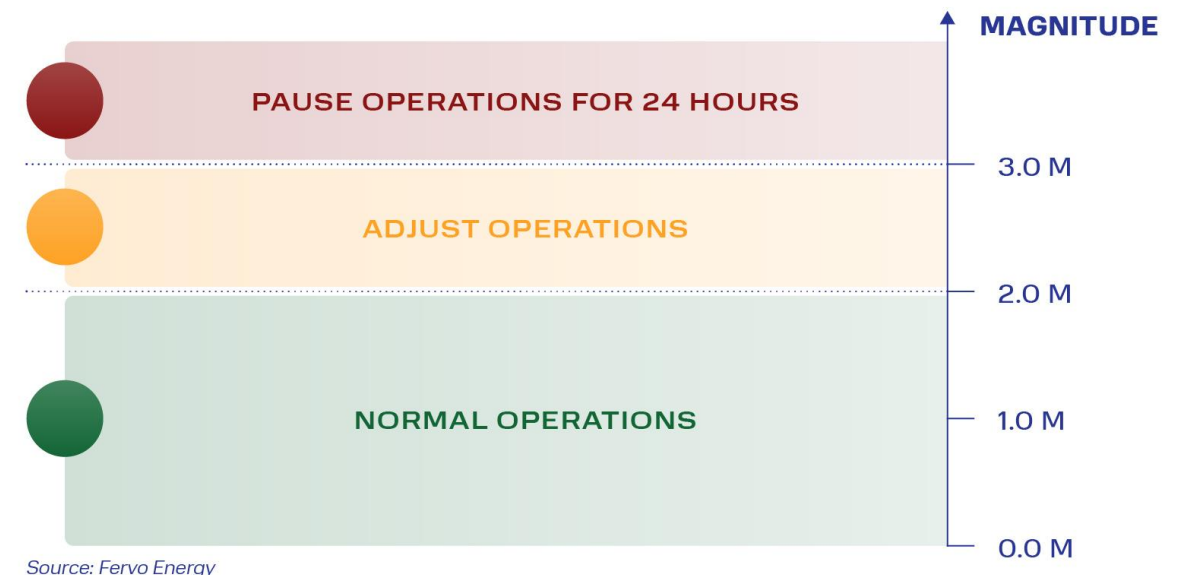 MAGNITUDE
PAUSE OPERATIONS FOR 24 HOURS
3.0 M
ADJUST OPERATIONS
2.0 M
NORMAL OPERATIONS
1.0 M
0.0 M
Source: Fervo Energy